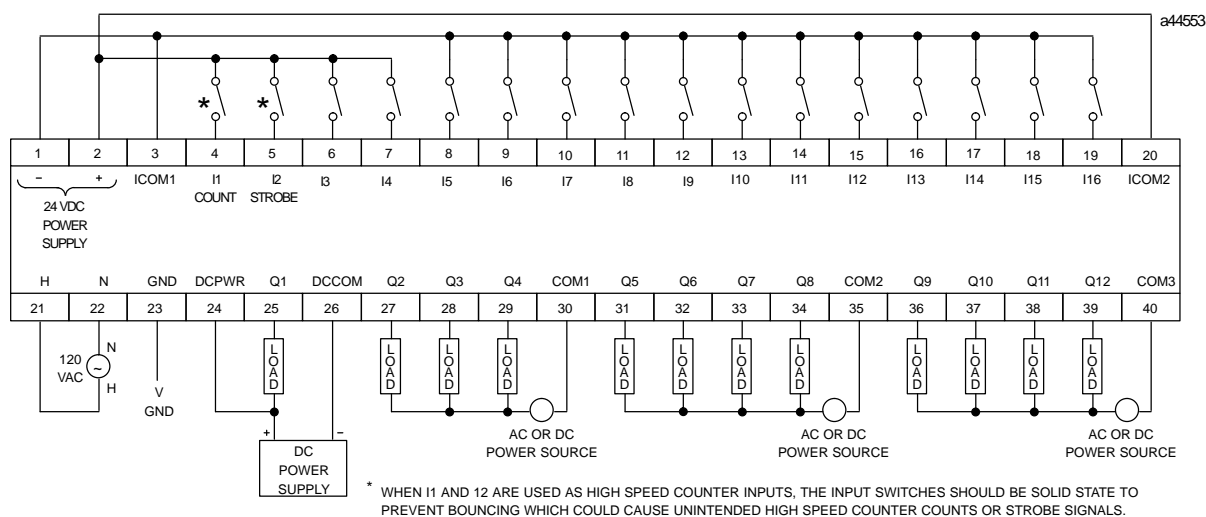 a44553
* *
1 2 3 4 5 6 7 8 9 10 11 12 13 14 15 16 17 18 19 20
− + ICOM1 I1 I2 I3 I4 I5 I6 I7 I8 I9 I10 I11 I12 I13 I14 I15 I16 ICOM2
COUNT STROBE
24 VDC
POWER
SUPPLY
H N GND DCPWR Q1 DCCOM Q2 Q3 Q4 COM1 Q5 Q6 Q7 Q8 COM2 Q9 Q10 Q11 Q12 COM3
21 22 23 24 25 26 27 28 29 30 31 32 33 34 35 36 37 38 39 40
LOAD LOAD LOAD LOAD LOAD LOAD LOAD LOAD LOAD LOAD LOAD LOAD
120
VAC
N
~
H
V
GND
+ −
DC
POWER
SUPPLY
AC OR DC
POWER SOURCE
AC OR DC
POWER SOURCE
AC OR DC
POWER SOURCE
* WHEN I1 AND 12 ARE USED AS HIGH SPEED COUNTER INPUTS, THE INPUT SWITCHES SHOULD BE SOLID STATE TO
PREVENT BOUNCING WHICH COULD CAUSE UNINTENDED HIGH SPEED COUNTER COUNTS OR STROBE SIGNALS.